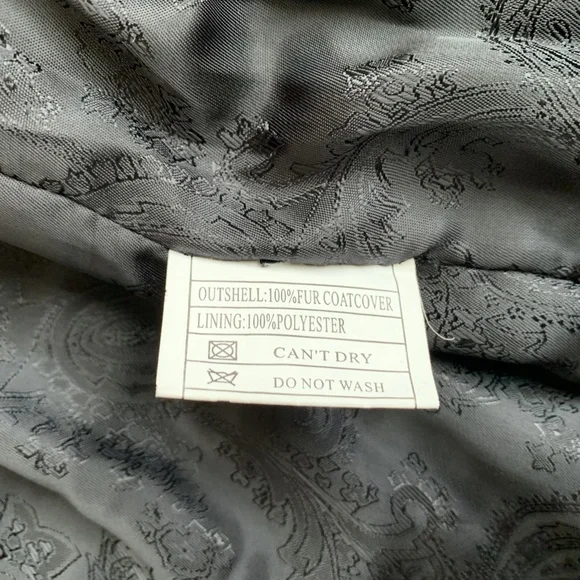 OUTSHELL:100%FUR COATCOVER
LINING:100%POLYESTER
CAN'T DRY
DO NOT WASH